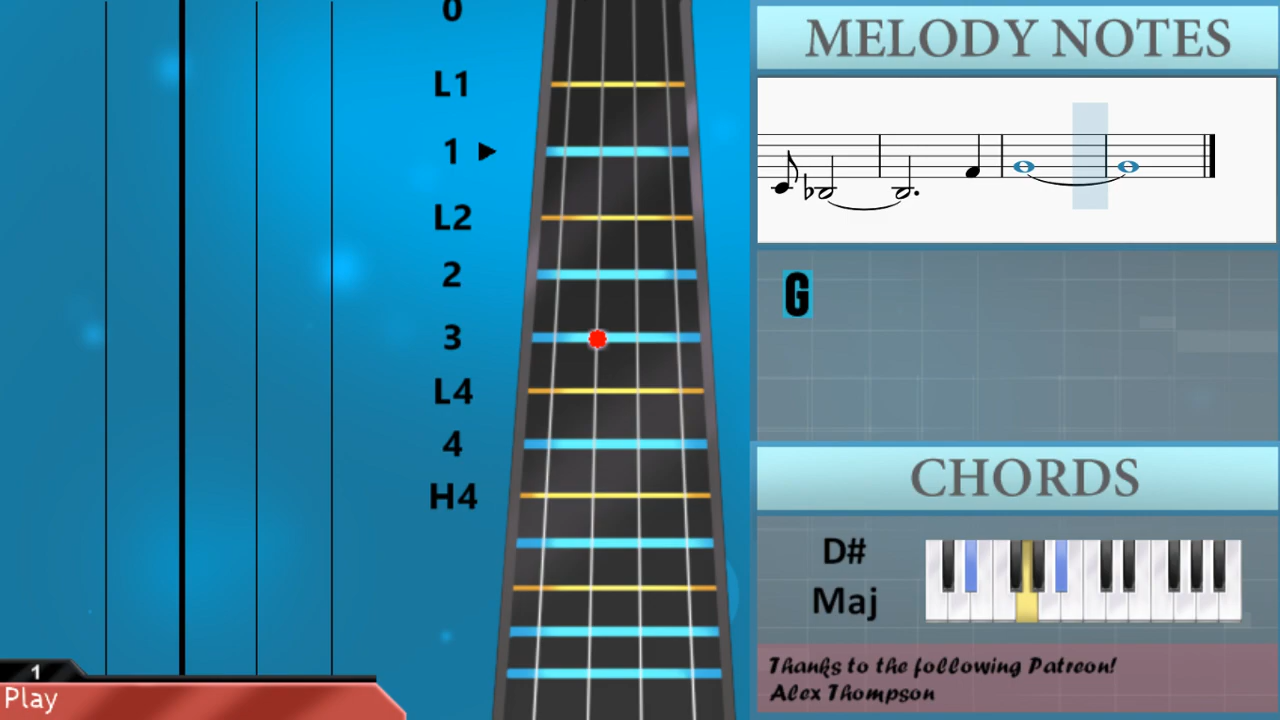 0
L1
1
L2
2
3
L4
4
H4
1
Play
MELODY NOTES
G
CHORDS
D#
Maj
Thanks to the following Patreon!
Alex Thompson